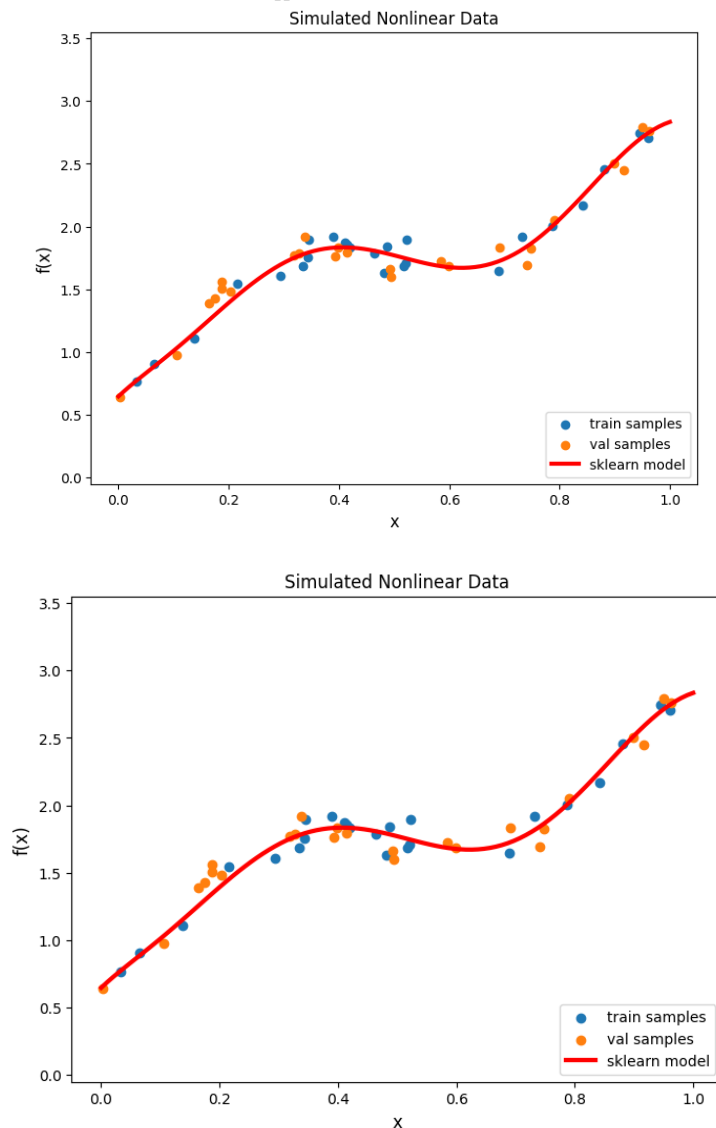 Simulated Nonlinear Data
3.5
3.0
2.5
2.0
1.5
1.0
0.5
0.0
f(x)
train samples
val samples
sklearn model
0.0 0.2 0.4 0.6 0.8 1.0
x
Simulated Nonlinear Data
3.5
3.0
2.5
2.0
1.5
1.0
0.5
0.0
f(x)
train samples
val samples
sklearn model
0.0 0.2 0.4 0.6 0.8 1.0
x